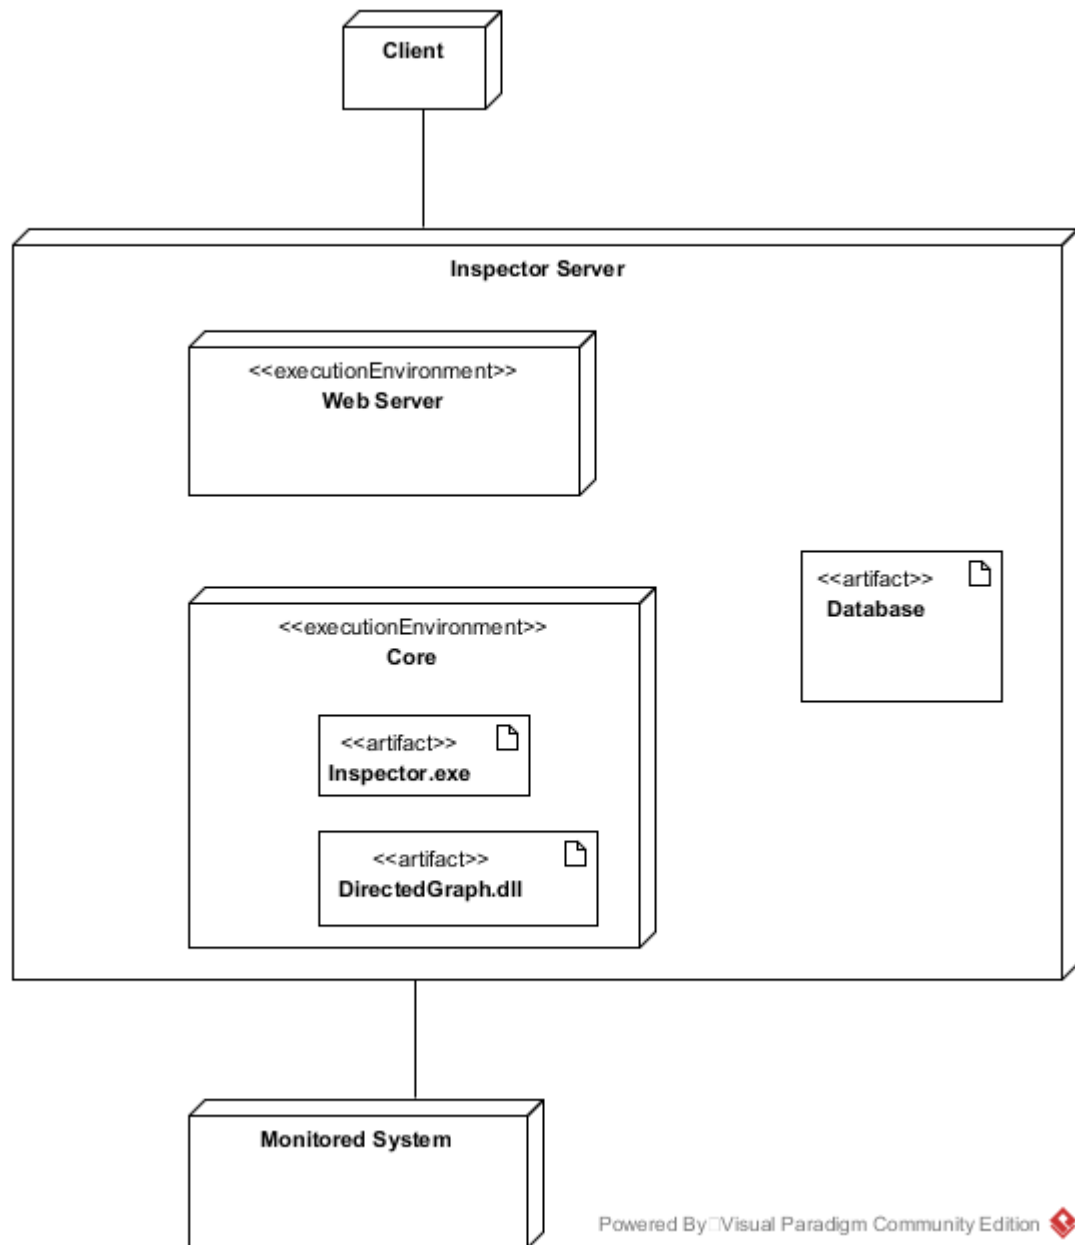 Client
Inspector Server
<<executionEnvironment>>
Web Server
<<artifact>>
Database
<<executionEnvironment>>
Core
<<artifact>>
Inspector.exe
<<artifact>>
DirectedGraph.dll
Monitored System
Powered By□Visual Paradigm Community Edition